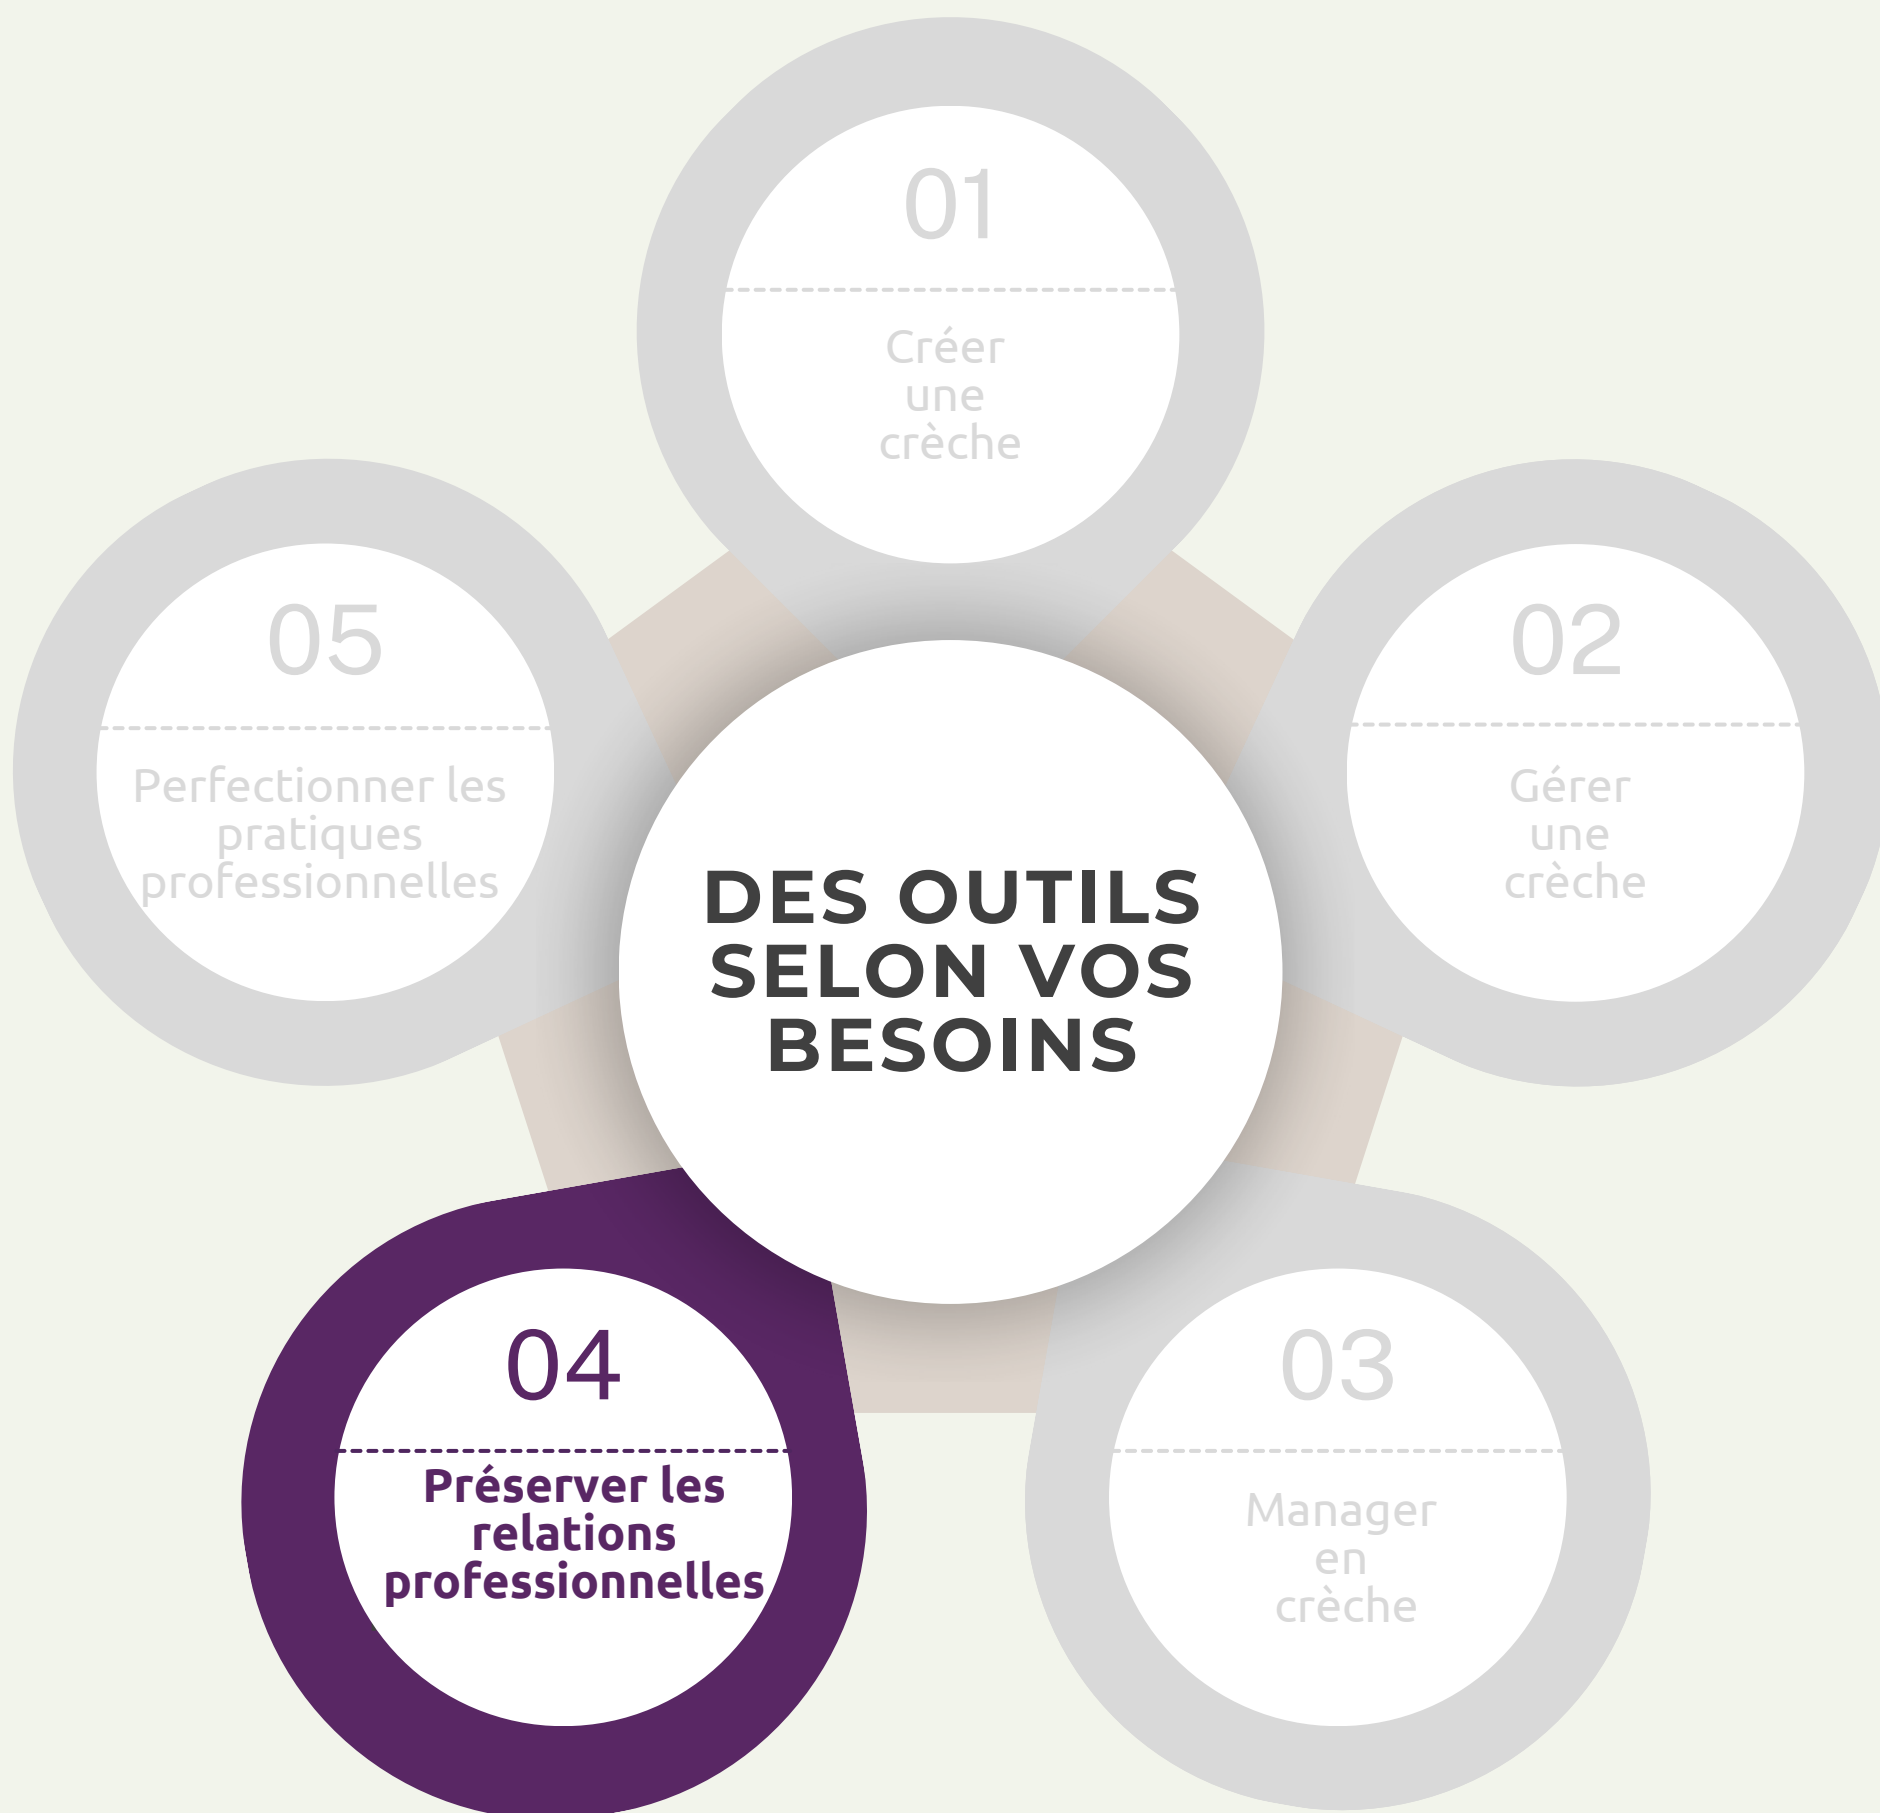 01
Créer
une
crèche
02
Gérer
une
crèche
03
Manager
en
crèche
04
Préserver les
relations
professionnelles
05
Perfectionner les
pratiques
professionnelles
DES OUTILS
SELON VOS
BESOINS